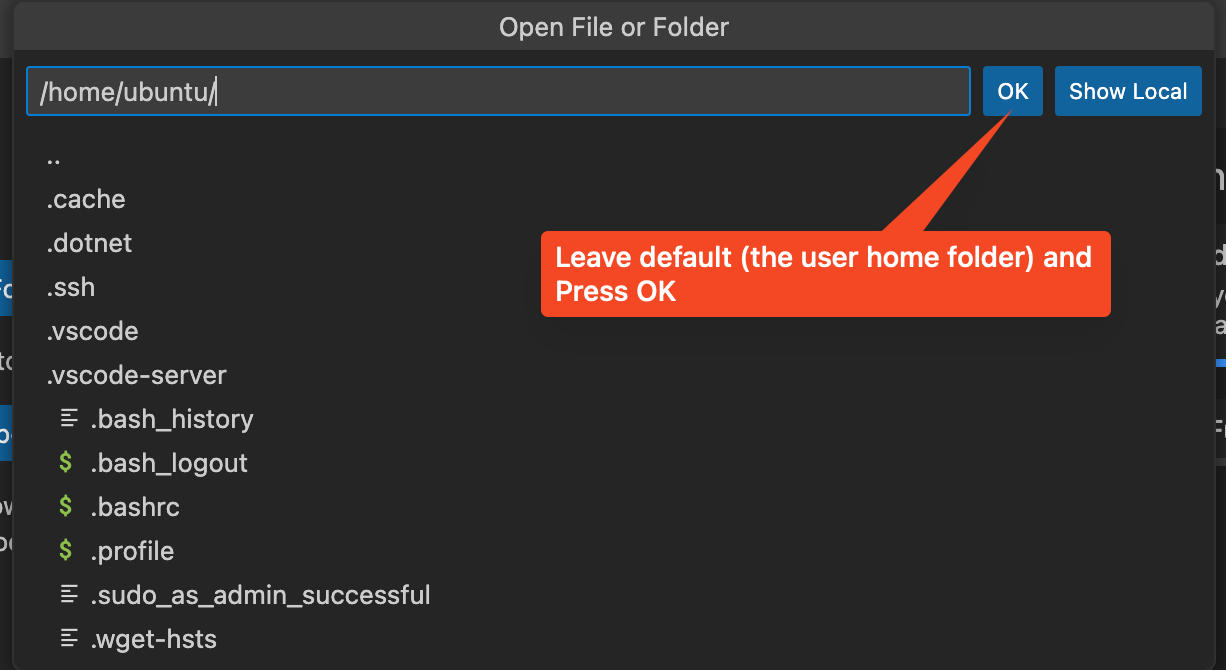 Open File or Folder
/home/ubuntu/
OK
Show Local
..
.cache
.dotnet
.ssh
.vscode
.vscode-server
.bash_history
$ .bash_logout
$ .bashrc
$ .profile
.sudo_as_admin_successful
.wget-hsts
Leave default (the user home folder) and
Press OK